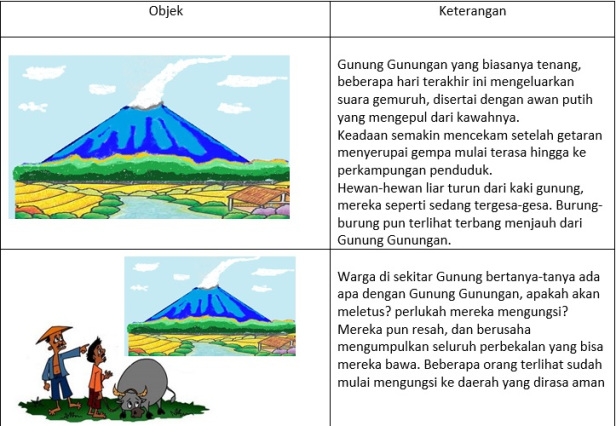 Objek
Keterangan
Gunung Gunungan yang biasanya tenang,
beberapa hari terakhir ini mengeluarkan
suara gemuruh, disertai dengan awan putih
yang mengepul dari kawahnya.
Keadaan semakin mencekam setelah getaran
menyerupai gempa mulai terasa hingga ke
perkampungan penduduk.
Hewan-hewan liar turun dari kaki gunung,
mereka seperti sedang tergesa-gesa. Burung-
burung pun terlihat terbang menjauh dari
Gunung Gunungan.
Warga di sekitar Gunung bertanya-tanya ada
apa dengan Gunung Gunungan, apakah akan
meletus? perlukah mereka mengungsi?
Mereka pun resah, dan berusaha
mengumpulkan seluruh perbekalan yang bisa
mereka bawa. Beberapa orang terlihat sudah
mulai mengungsi ke daerah yang dirasa aman